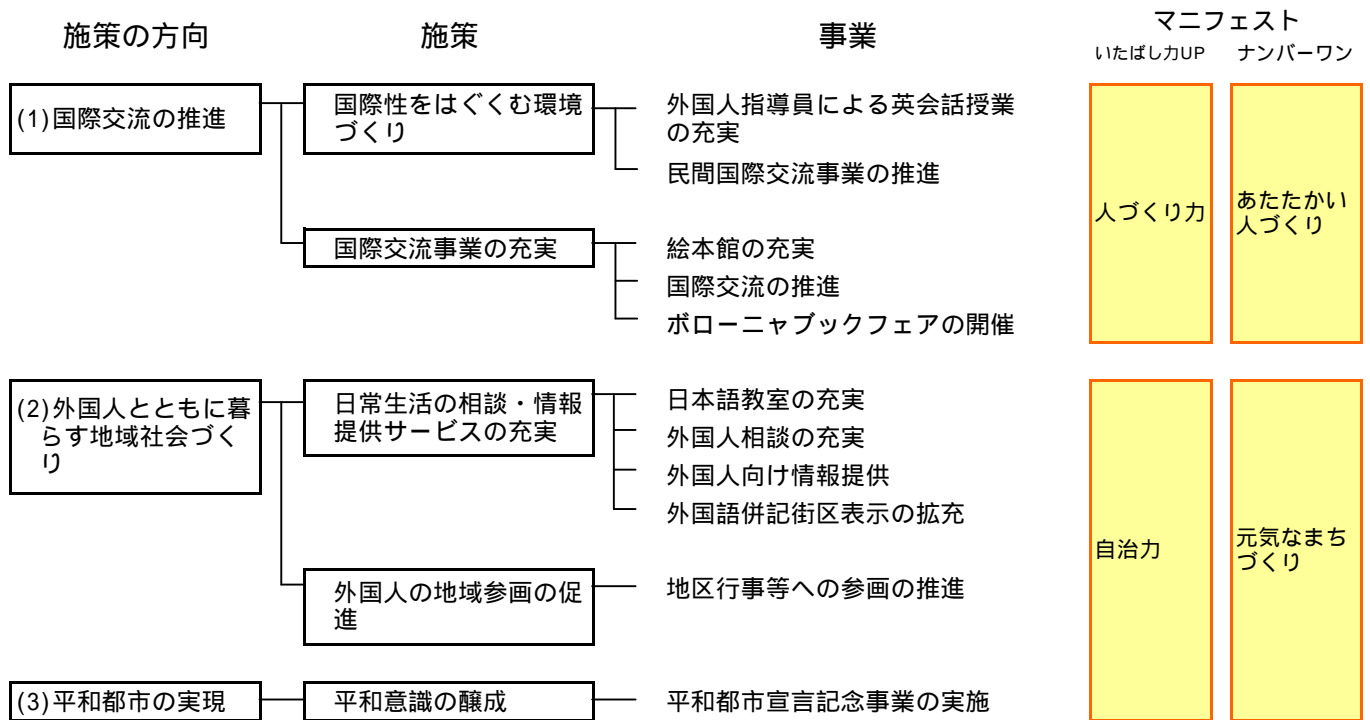 施策の方向
施策
事業
マニフェスト
いたばし力UP
ナンバーワン
(1)国際交流の推進
国際性をはぐくむ環境
づくり
外国人指導員による英会話授業
の充実
民間国際交流事業の推進
国際交流事業の充実
絵本館の充実
国際交流の推進
ボローニャブックフェアの開催
人づくり力
あたたかい
人づくり
(2)外国人とともに暮
らす地域社会づく
り
日常生活の相談・情報
提供サービスの充実
日本語教室の充実
外国人相談の充実
外国人向け情報提供
外国語併記街区表示の拡充
外国人の地域参画の促
進
地区行事等への参画の推進
自治力
元気なまち
づくり
(3)平和都市の実現
平和意識の醸成
平和都市宣言記念事業の実施